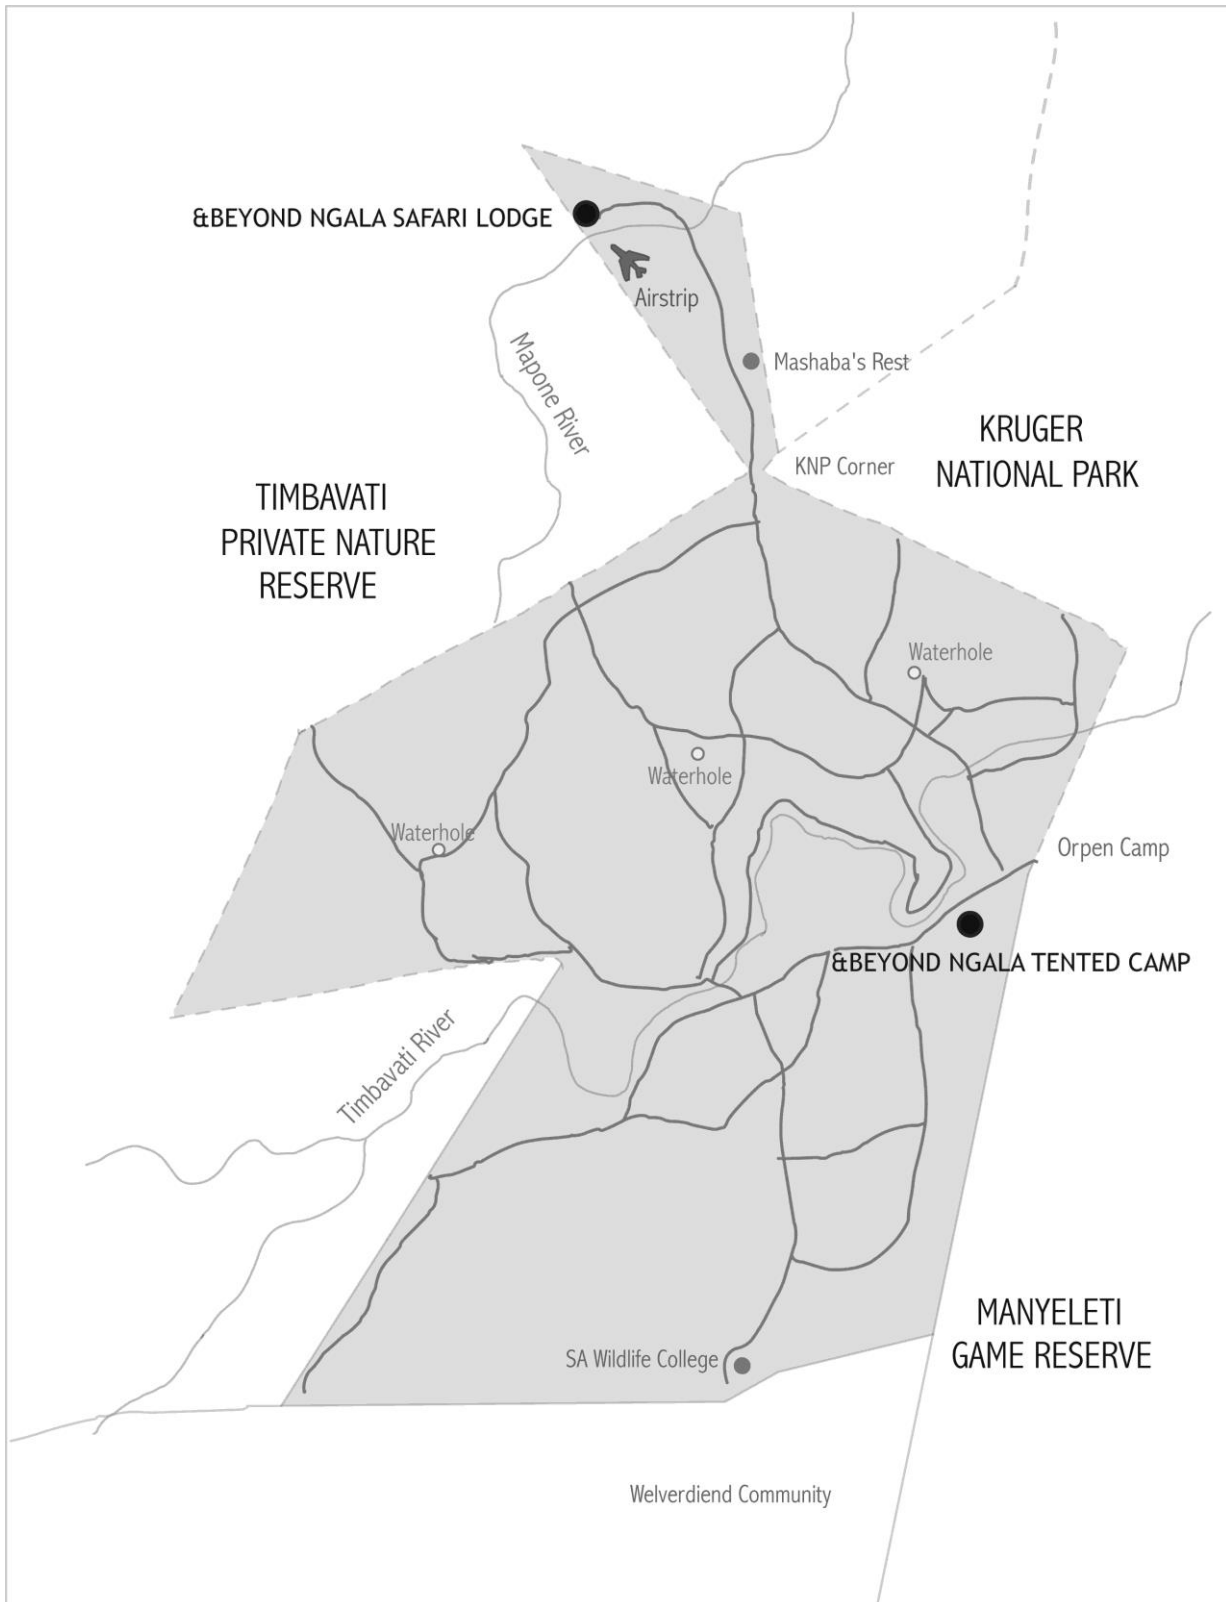 &BEYOND NGALA SAFARI LODGE
Airstrip
Mapone River
Mashaba's Rest
KRUGER
NATIONAL PARK
KNP Corner
TIMBAVATI
PRIVATE NATURE
RESERVE
Waterhole
Waterhole
Waterhole
Orpen Camp
&BEYOND NGALA TENTED CAMP
Timbavati River
MANYELETI
GAME RESERVE
SA Wildlife College
Welverdiend Community